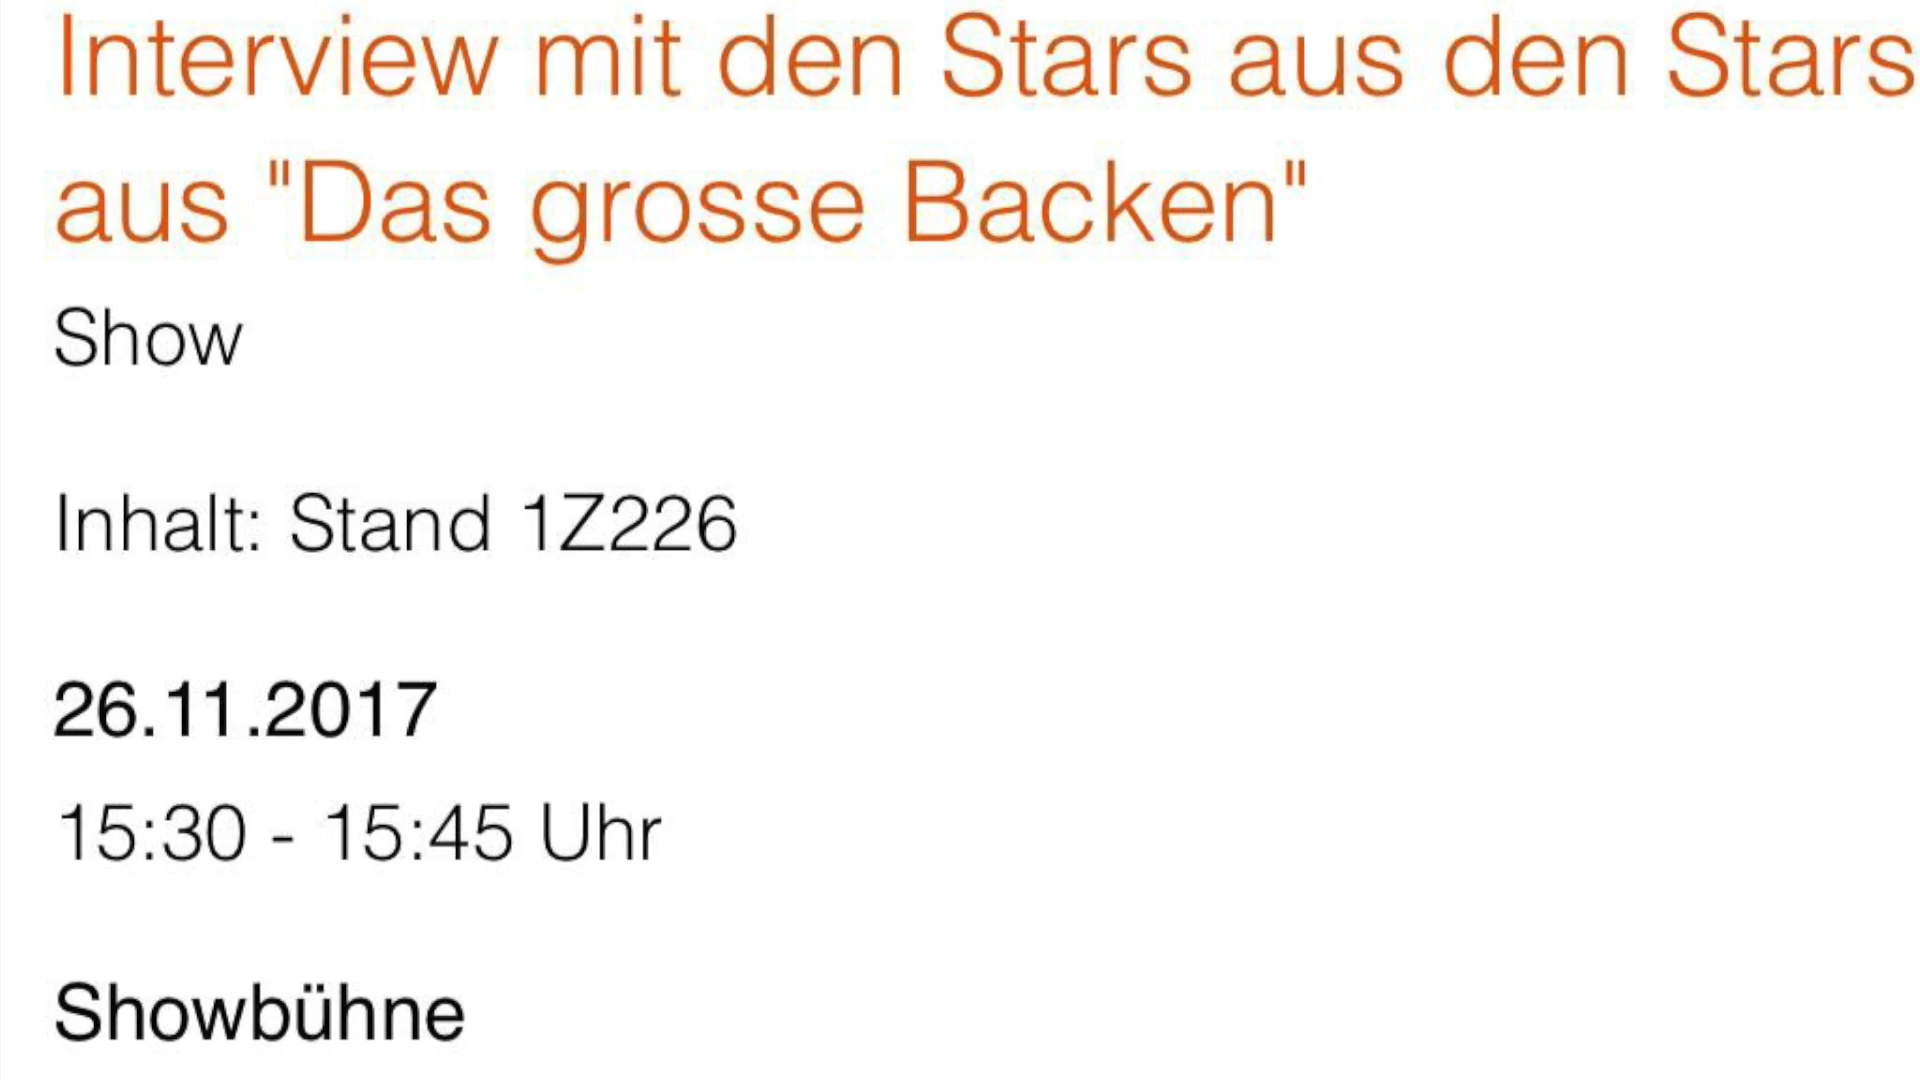 Interview mit den Stars aus den Stars
aus "Das grosse Backen"
Show
Inhalt: Stand 1Z226
26.11.2017
15:30 - 15:45 Uhr
Showbühne